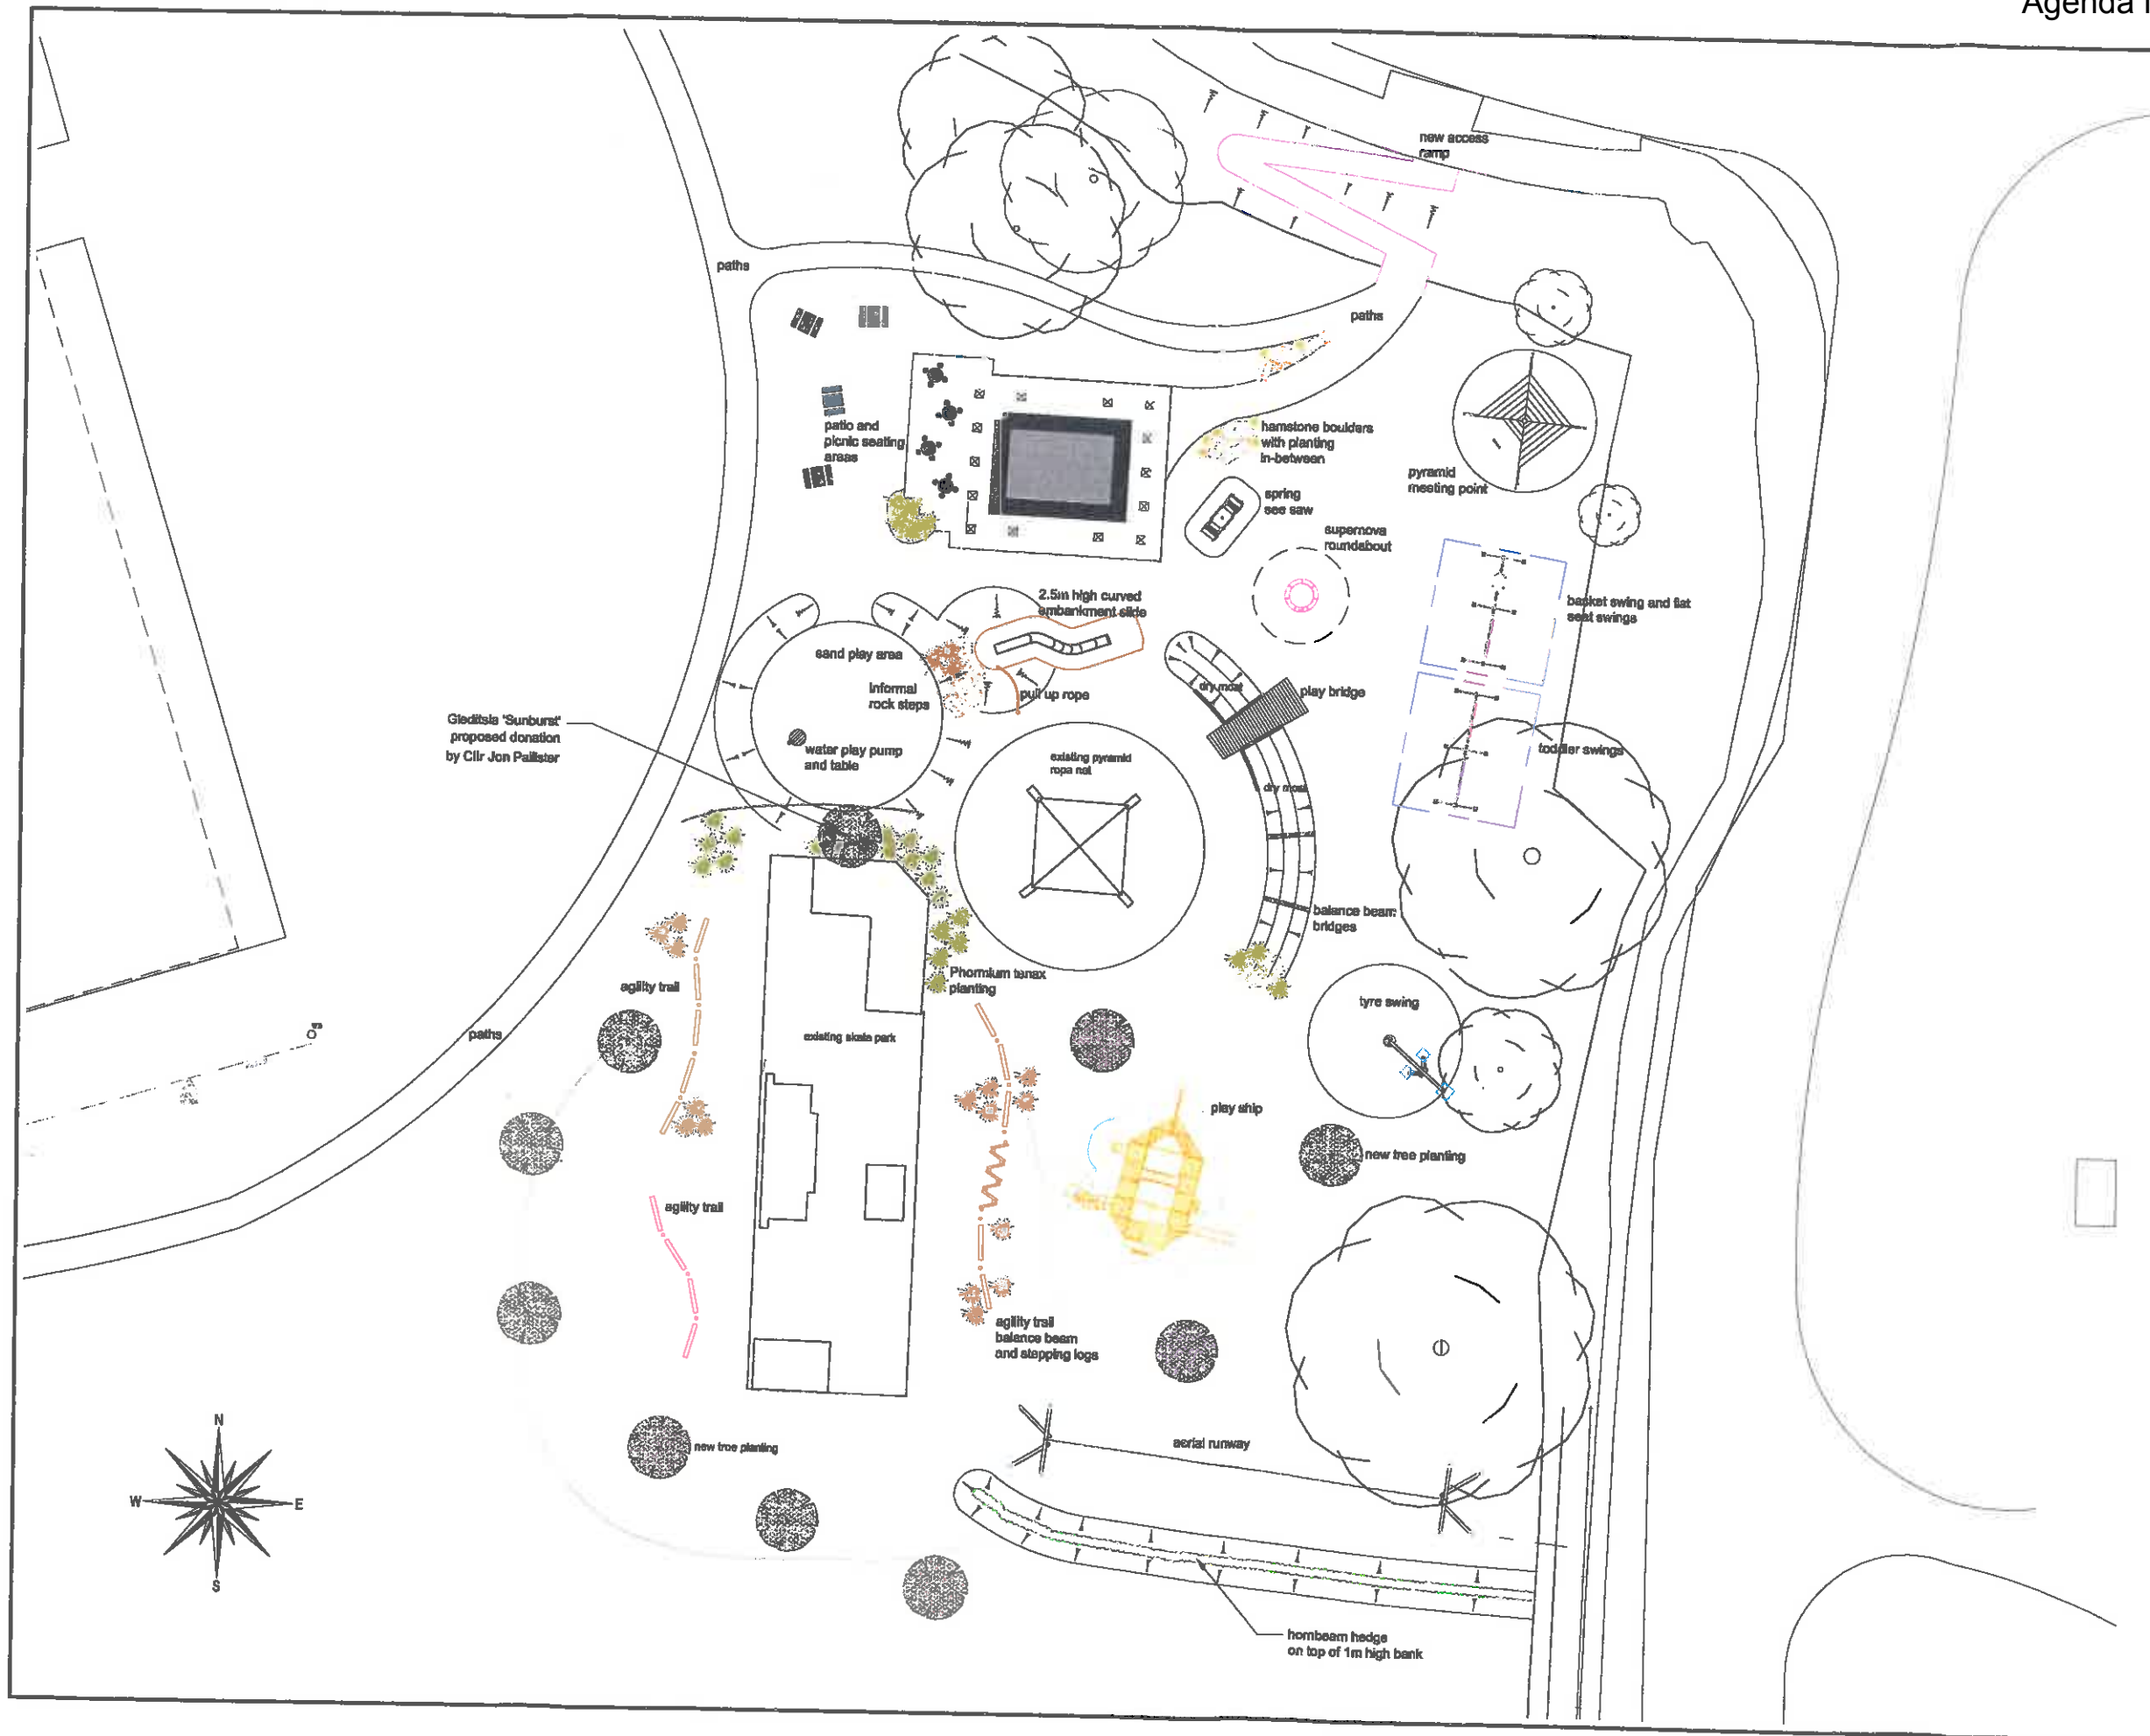 Agenda
new access
ramp
paths
paths
patio and
picnic seating
areas
hamstone boulders
with planting
in-between
pyramid
meeting point
spring
see saw
supernova
roundabout
2.5m high curved
embankment slide
basket swing and flat
seat swings
sand play area
informal
rock steps
pull up rope
dry moat
play bridge
Gleditsia 'Sunburst'
proposed donation
by Cllr Jon Pallister
water play pump
and table
existing pyramid
rope net
toddler swings
dry moat
balance beam
bridges
Phormium tenax
planting
agility trail
tyre swing
paths
existing skate park
play ship
new tree planting
agility trail
agility trail
balance beam
and stepping logs
aerial runway
new tree planting
N
W
E
S
hornbeam hedge
on top of 1m high bank